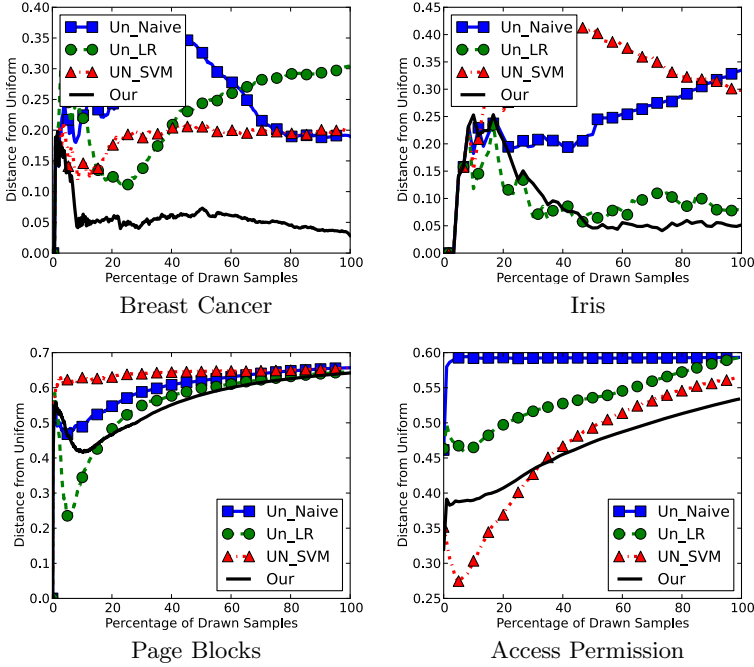 0.40
0.35
0.30
0.25
0.20
0.15
0.10
0.05
0.00
Distance from Uniform
Un_Naive
Un_LR
UN_SVM
Our
0 20 40 60 80 100
Percentage of Drawn Samples
Breast Cancer
0.45
0.40
0.35
0.30
0.25
0.20
0.15
0.10
0.05
0.00
Distance from Uniform
Un_Naive
Un_LR
UN_SVM
Our
0 20 40 60 80 100
Percentage of Drawn Samples
Iris
0.7
0.6
0.5
0.4
0.3
0.2
0.1
0.0
Distance from Uniform
Un_Naive
Un_LR
UN_SVM
Our
0 20 40 60 80 100
Percentage of Drawn Samples
Page Blocks
0.60
0.55
0.50
0.45
0.40
0.35
0.30
0.25
Distance from Uniform
Un_Naive
Un_LR
UN_SVM
Our
0 20 40 60 80 100
Percentage of Drawn Samples
Access Permission